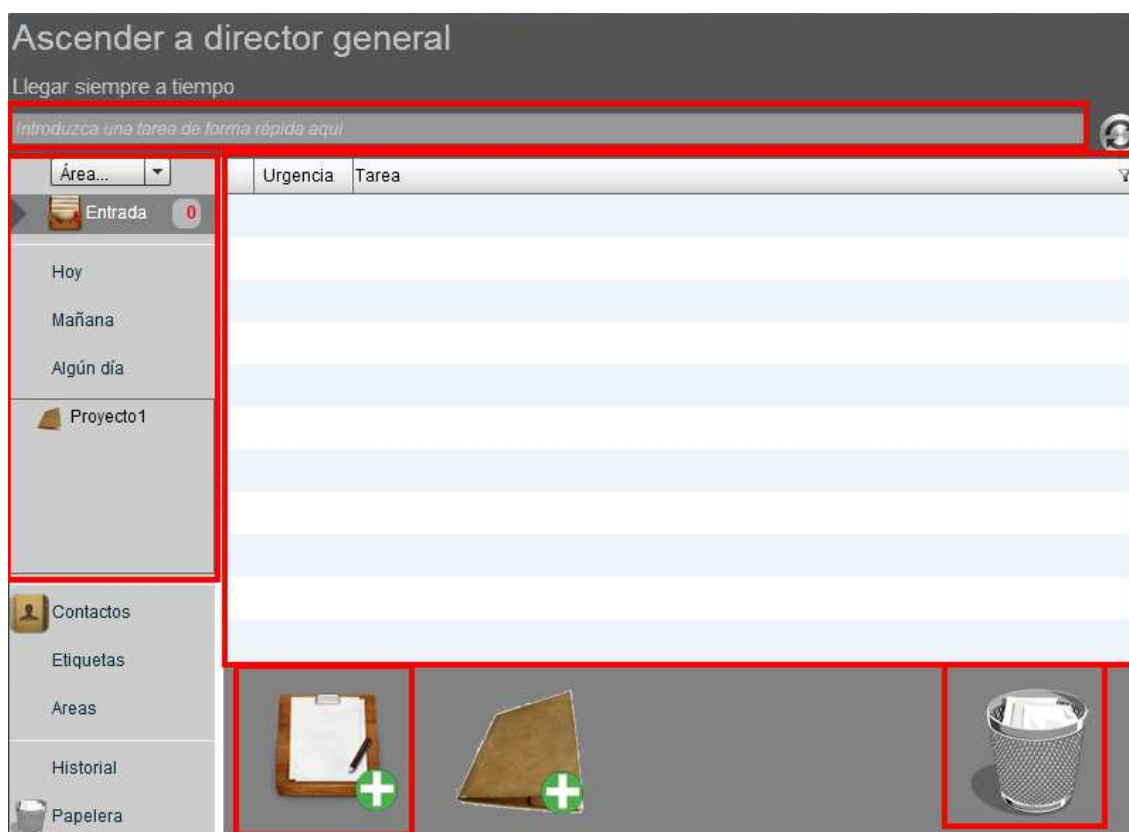 Ascender a director general
Llegar siempre a tiempo
Introduzca una tarea de forma rápida aquí
Área...
Urgencia Tarea
Entrada 0
Hoy
Mañana
Algún día
Proyecto1
Contactos
Etiquetas
Areas
Historial
Papelera